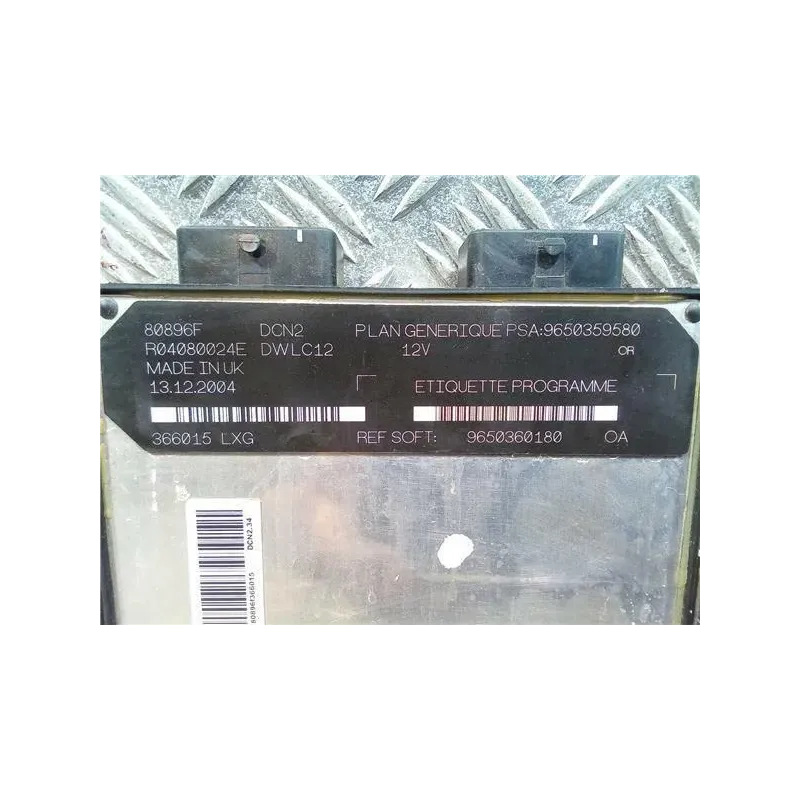 80896F DCN2 PLAN GENERIQUE PSA:9650359580
R04080024E DWLC12 12V OR
MADE IN UK
13.12.2004 ETIQUETTE PROGRAMME
366015 LXG REF SOFT: 9650360180 OA
DCN2.34
80896f366015